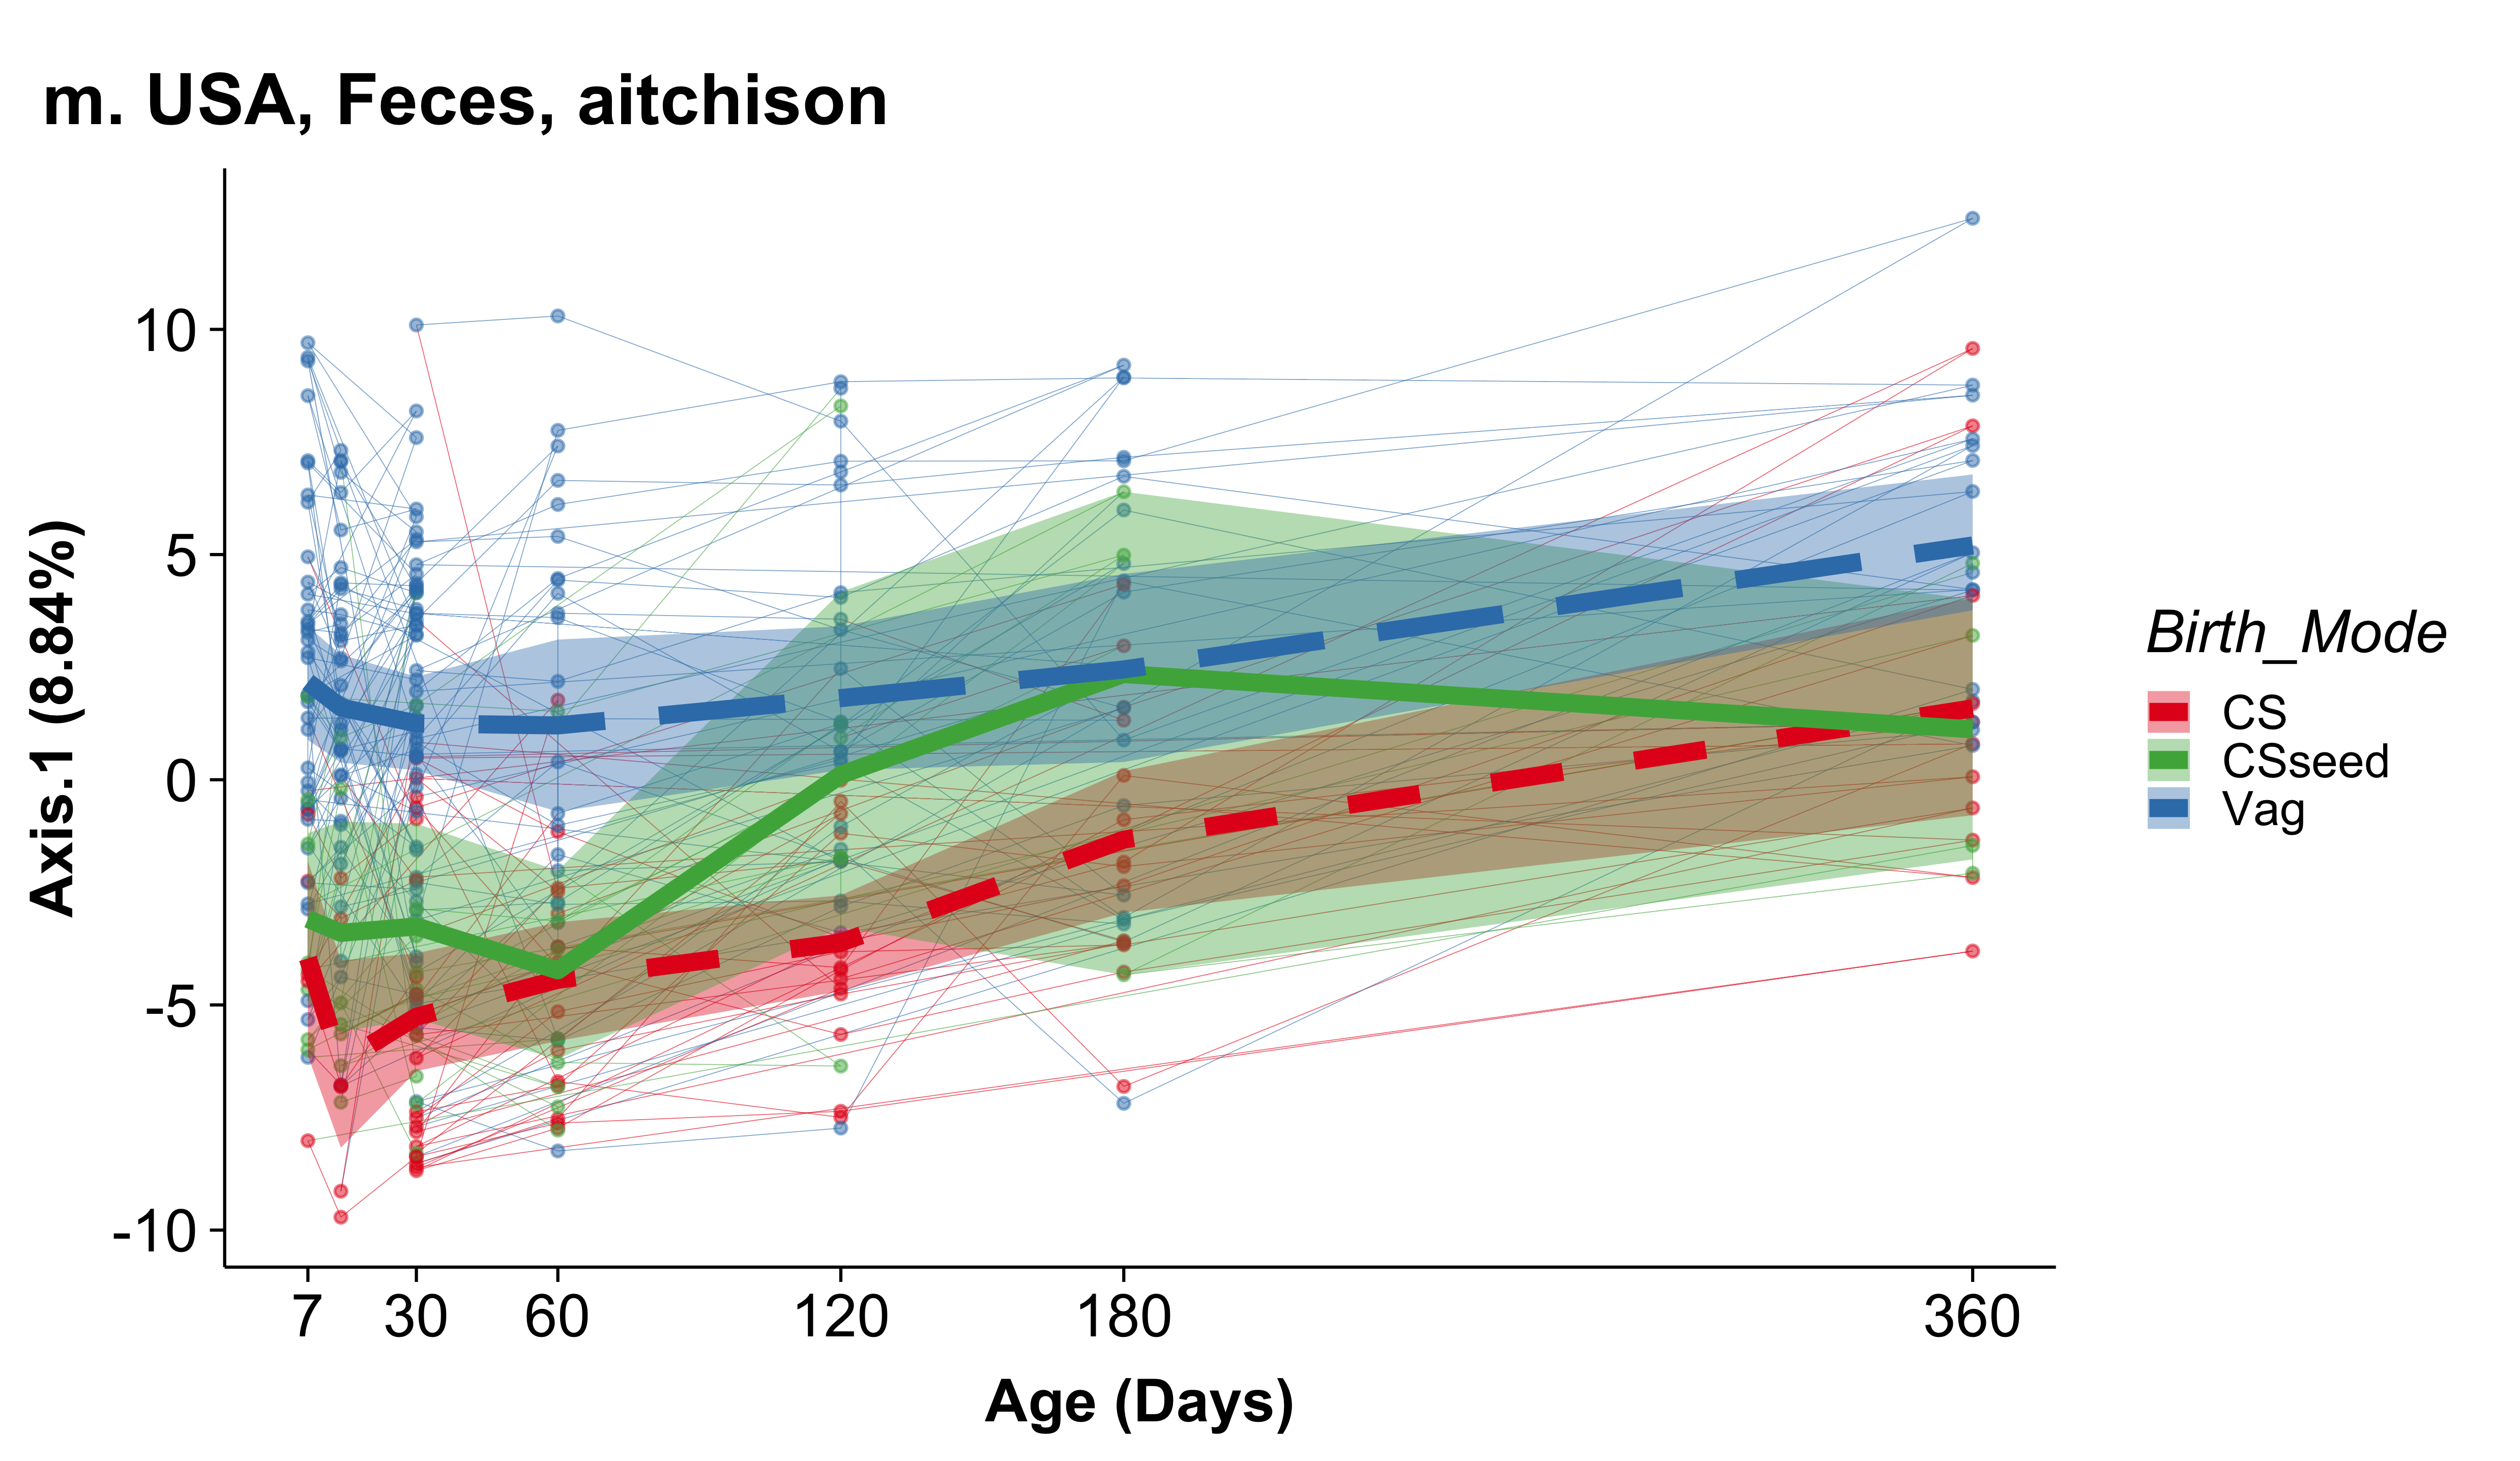 m. USA, Feces, aitchison
Axis.1 (8.84%)
10
5
0
-5
-10
7 30 60 120 180 360
Age (Days)
Birth_Mode
CS
CSseed
Vag